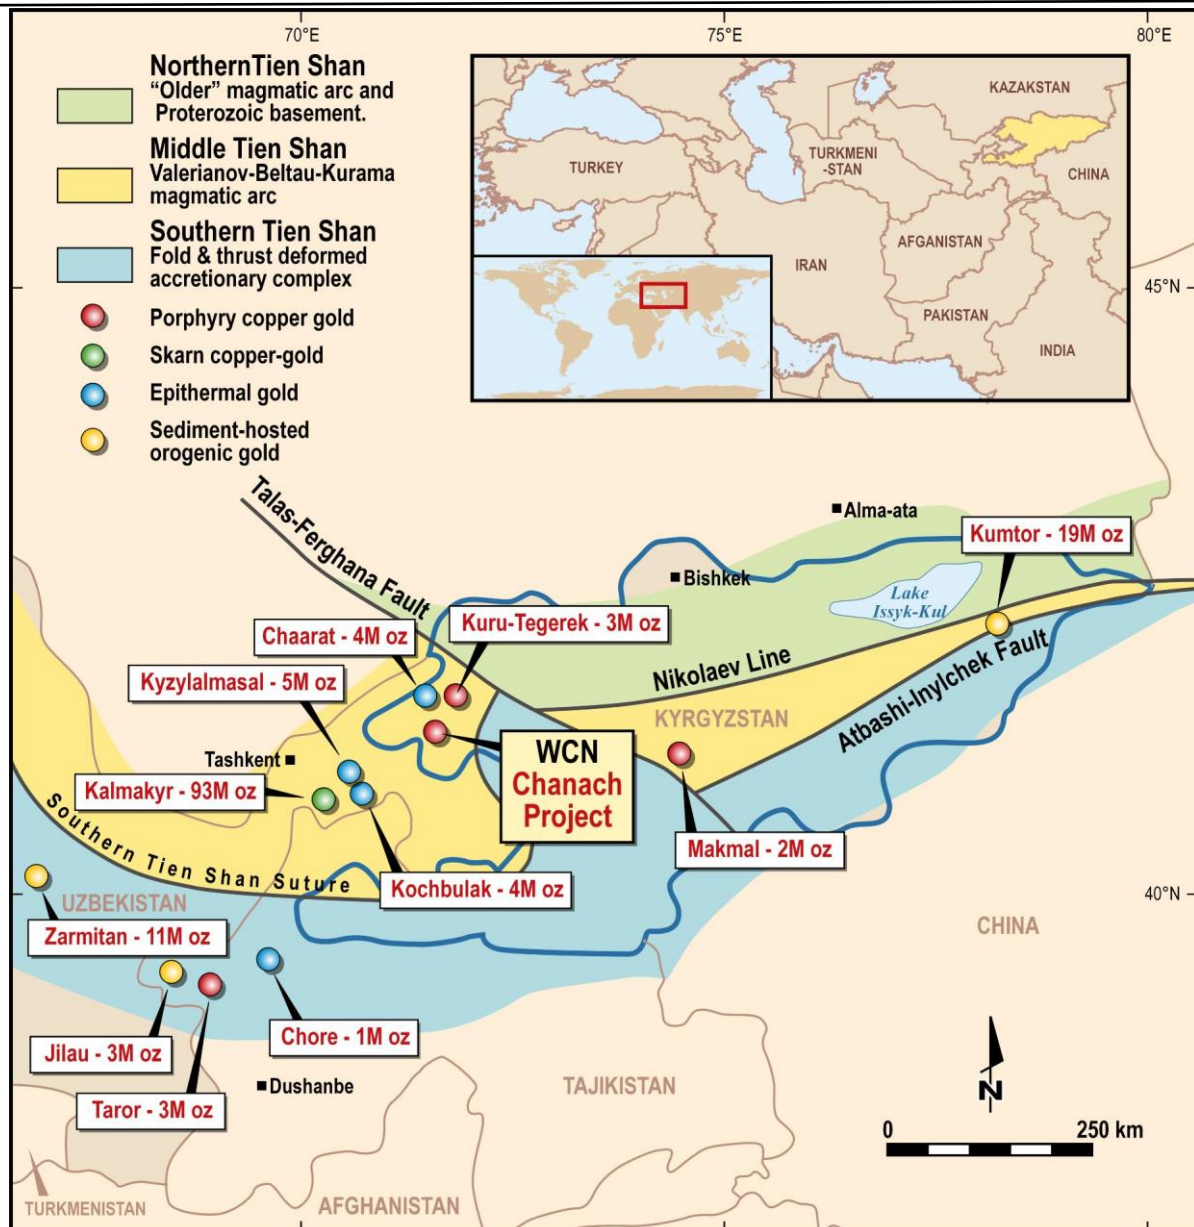 70°E
75°E
80°E
NorthernTien Shan
“Older” magmatic arc and
Proterozoic basement.
Middle Tien Shan
Valerianov-Beltau-Kurama
magmatic arc
Southern Tien Shan
Fold & thrust deformed
accretionary complex
Porphyry copper gold
Skarn copper-gold
Epithermal gold
Sediment-hosted
orogenic gold
KAZAKSTAN
TURKEY
TURKMENI
-STAN
CHINA
AFGANISTAN
IRAN
PAKISTAN
INDIA
45°N
Talas-Ferghana Fault
Alma-ata
Kumtor - 19M oz
Bishkek
Lake
Issyk-Kul
Kuru-Tegerek - 3M oz
Chaarat - 4M oz
Nikolaev Line
Atbashi-Inylchek Fault
Kyzylalmasal - 5M oz
KYRGYZSTAN
WCN
Chanach
Project
Tashkent
Kalmakyr - 93M oz
Makmal - 2M oz
Southern Tien Shan Suture
Kochbulak - 4M oz
40°N
UZBEKISTAN
Zarmitan - 11M oz
CHINA
Chore - 1M oz
Jilau - 3M oz
Dushanbe
TAJIKISTAN
Taror - 3M oz
N
0
250 km
TURKMENISTAN
AFGHANISTAN